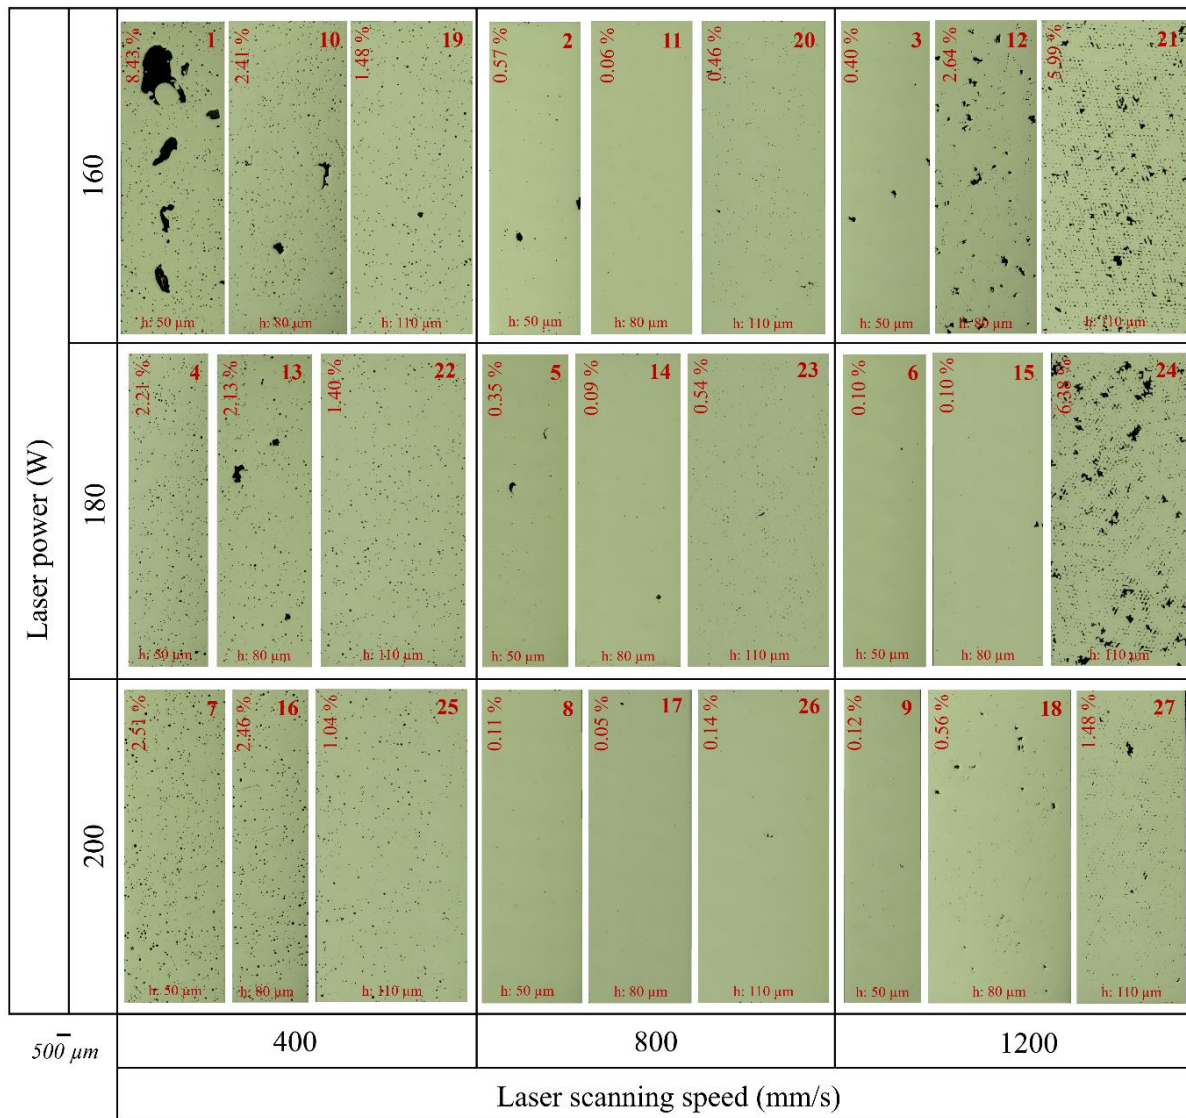 Laser power (W)
160
8.43 %
1
h: 50 µm
2.41 %
10
h: 80 µm
1.48 %
19
h: 110 µm
0.57 %
2
h: 50 µm
0.06 %
11
h: 80 µm
0.46 %
20
h: 110 µm
0.40 %
3
h: 50 µm
2.64 %
12
h: 80 µm
5.99 %
21
h: 110 µm
180
2.21 %
4
h: 50 µm
2.13 %
13
h: 80 µm
1.40 %
22
h: 110 µm
0.35 %
5
h: 50 µm
0.09 %
14
h: 80 µm
0.54 %
23
h: 110 µm
0.10 %
6
h: 50 µm
0.10 %
15
h: 80 µm
6.38 %
24
h: 110 µm
200
2.51 %
7
h: 50 µm
2.46 %
16
h: 80 µm
1.04 %
25
h: 110 µm
0.11 %
8
h: 50 µm
0.05 %
17
h: 80 µm
0.14 %
26
h: 110 µm
0.12 %
9
h: 50 µm
0.56 %
18
h: 80 µm
1.48 %
27
h: 110 µm
500 µm
400
800
1200
Laser scanning speed (mm/s)